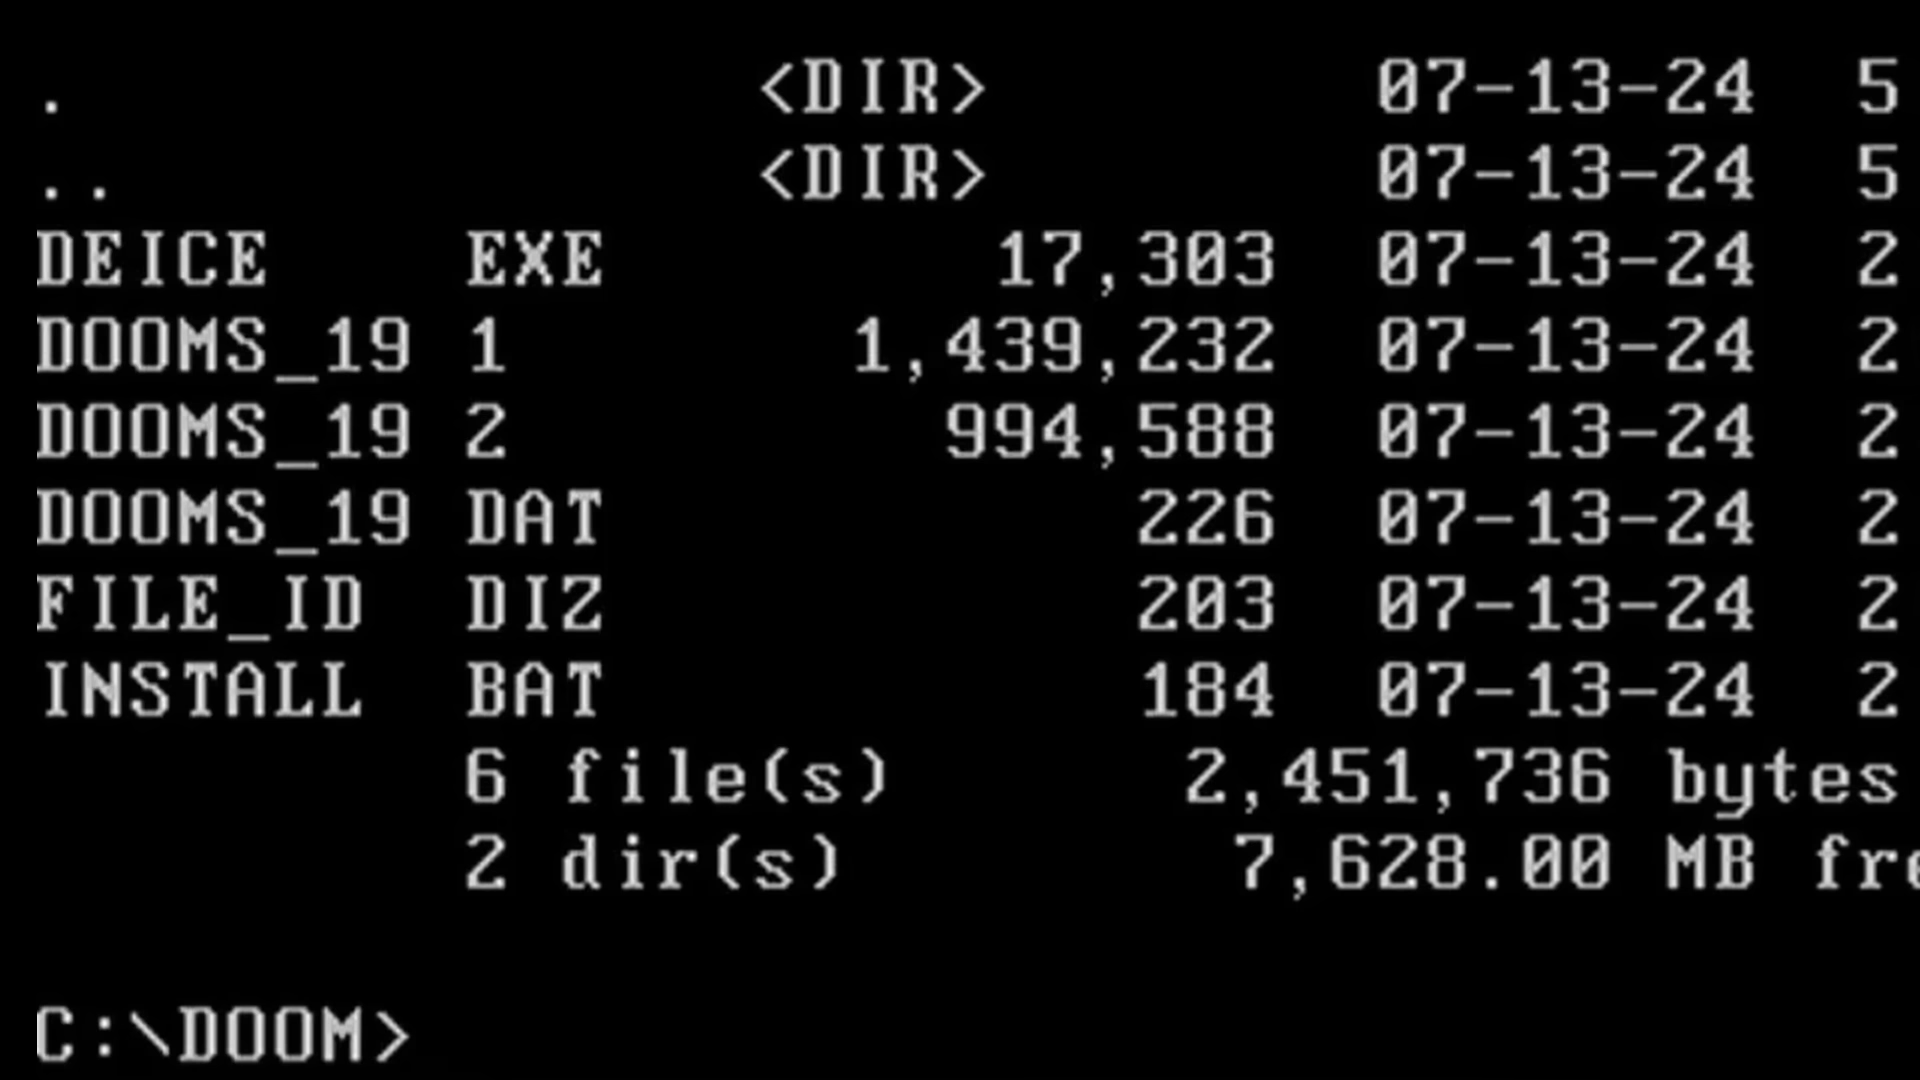 . <DIR> 07-13-24 5
.. <DIR> 07-13-24 5
DEICE EXE 17,303 07-13-24 2
DOOMS_19 1 1,439,232 07-13-24 2
DOOMS_19 2 994,588 07-13-24 2
DOOMS_19 DAT 226 07-13-24 2
FILE_ID DIZ 203 07-13-24 2
INSTALL BAT 184 07-13-24 2
6 file(s) 2,451,736 bytes
2 dir(s) 7,628.00 MB fre
C:\DOOM>